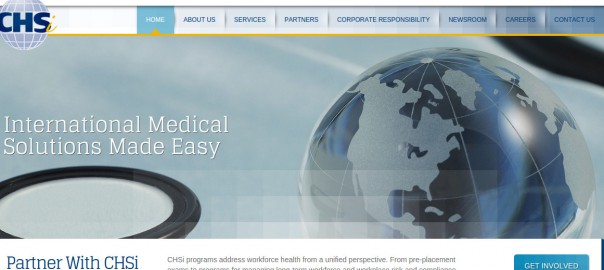 CHSi
HOME ABOUT US SERVICES PARTNERS CORPORATE RESPONSIBILITY NEWSROOM CAREERS CONTACT US
International Medical
Solutions Made Easy
Partner With CHSi
CHSi programs address workforce health from a unified perspective. From pre-placement
exams to programs for managing long-term workforce and workplace risk and compliance
GET INVOLVED